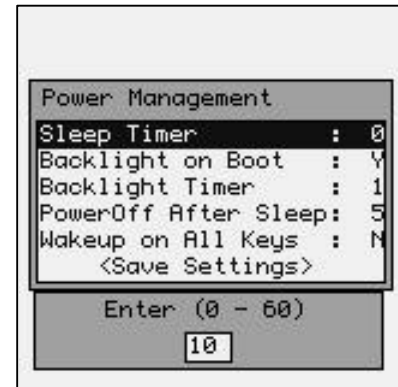 Power Management
Sleep Timer : 0
Backlight on Boot : Y
Backlight Timer : 1
PowerOff After Sleep: 5
Wakeup on All Keys : N
<Save Settings>
Enter (0 - 60)
10